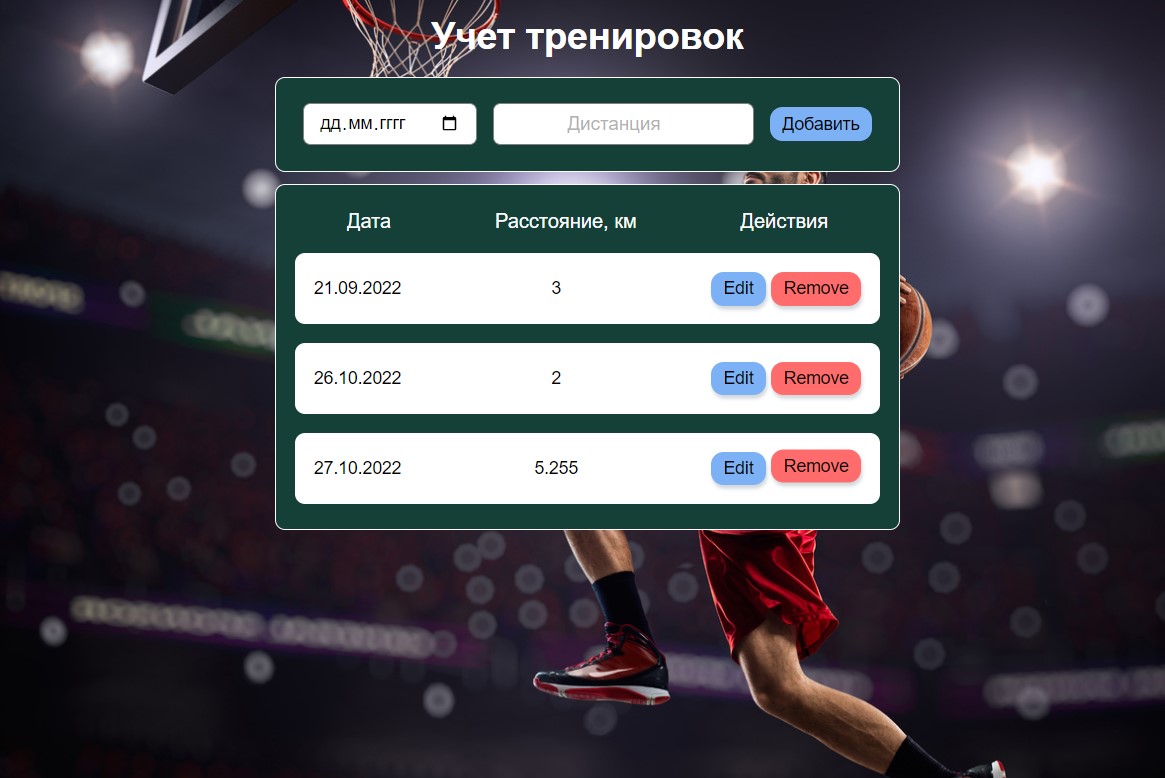 Учет тренировок
дд.мм.гггг Дистанция Добавить
Дата Расстояние, км Действия
21.09.2022 3 Edit Remove
26.10.2022 2 Edit Remove
27.10.2022 5.255 Edit Remove